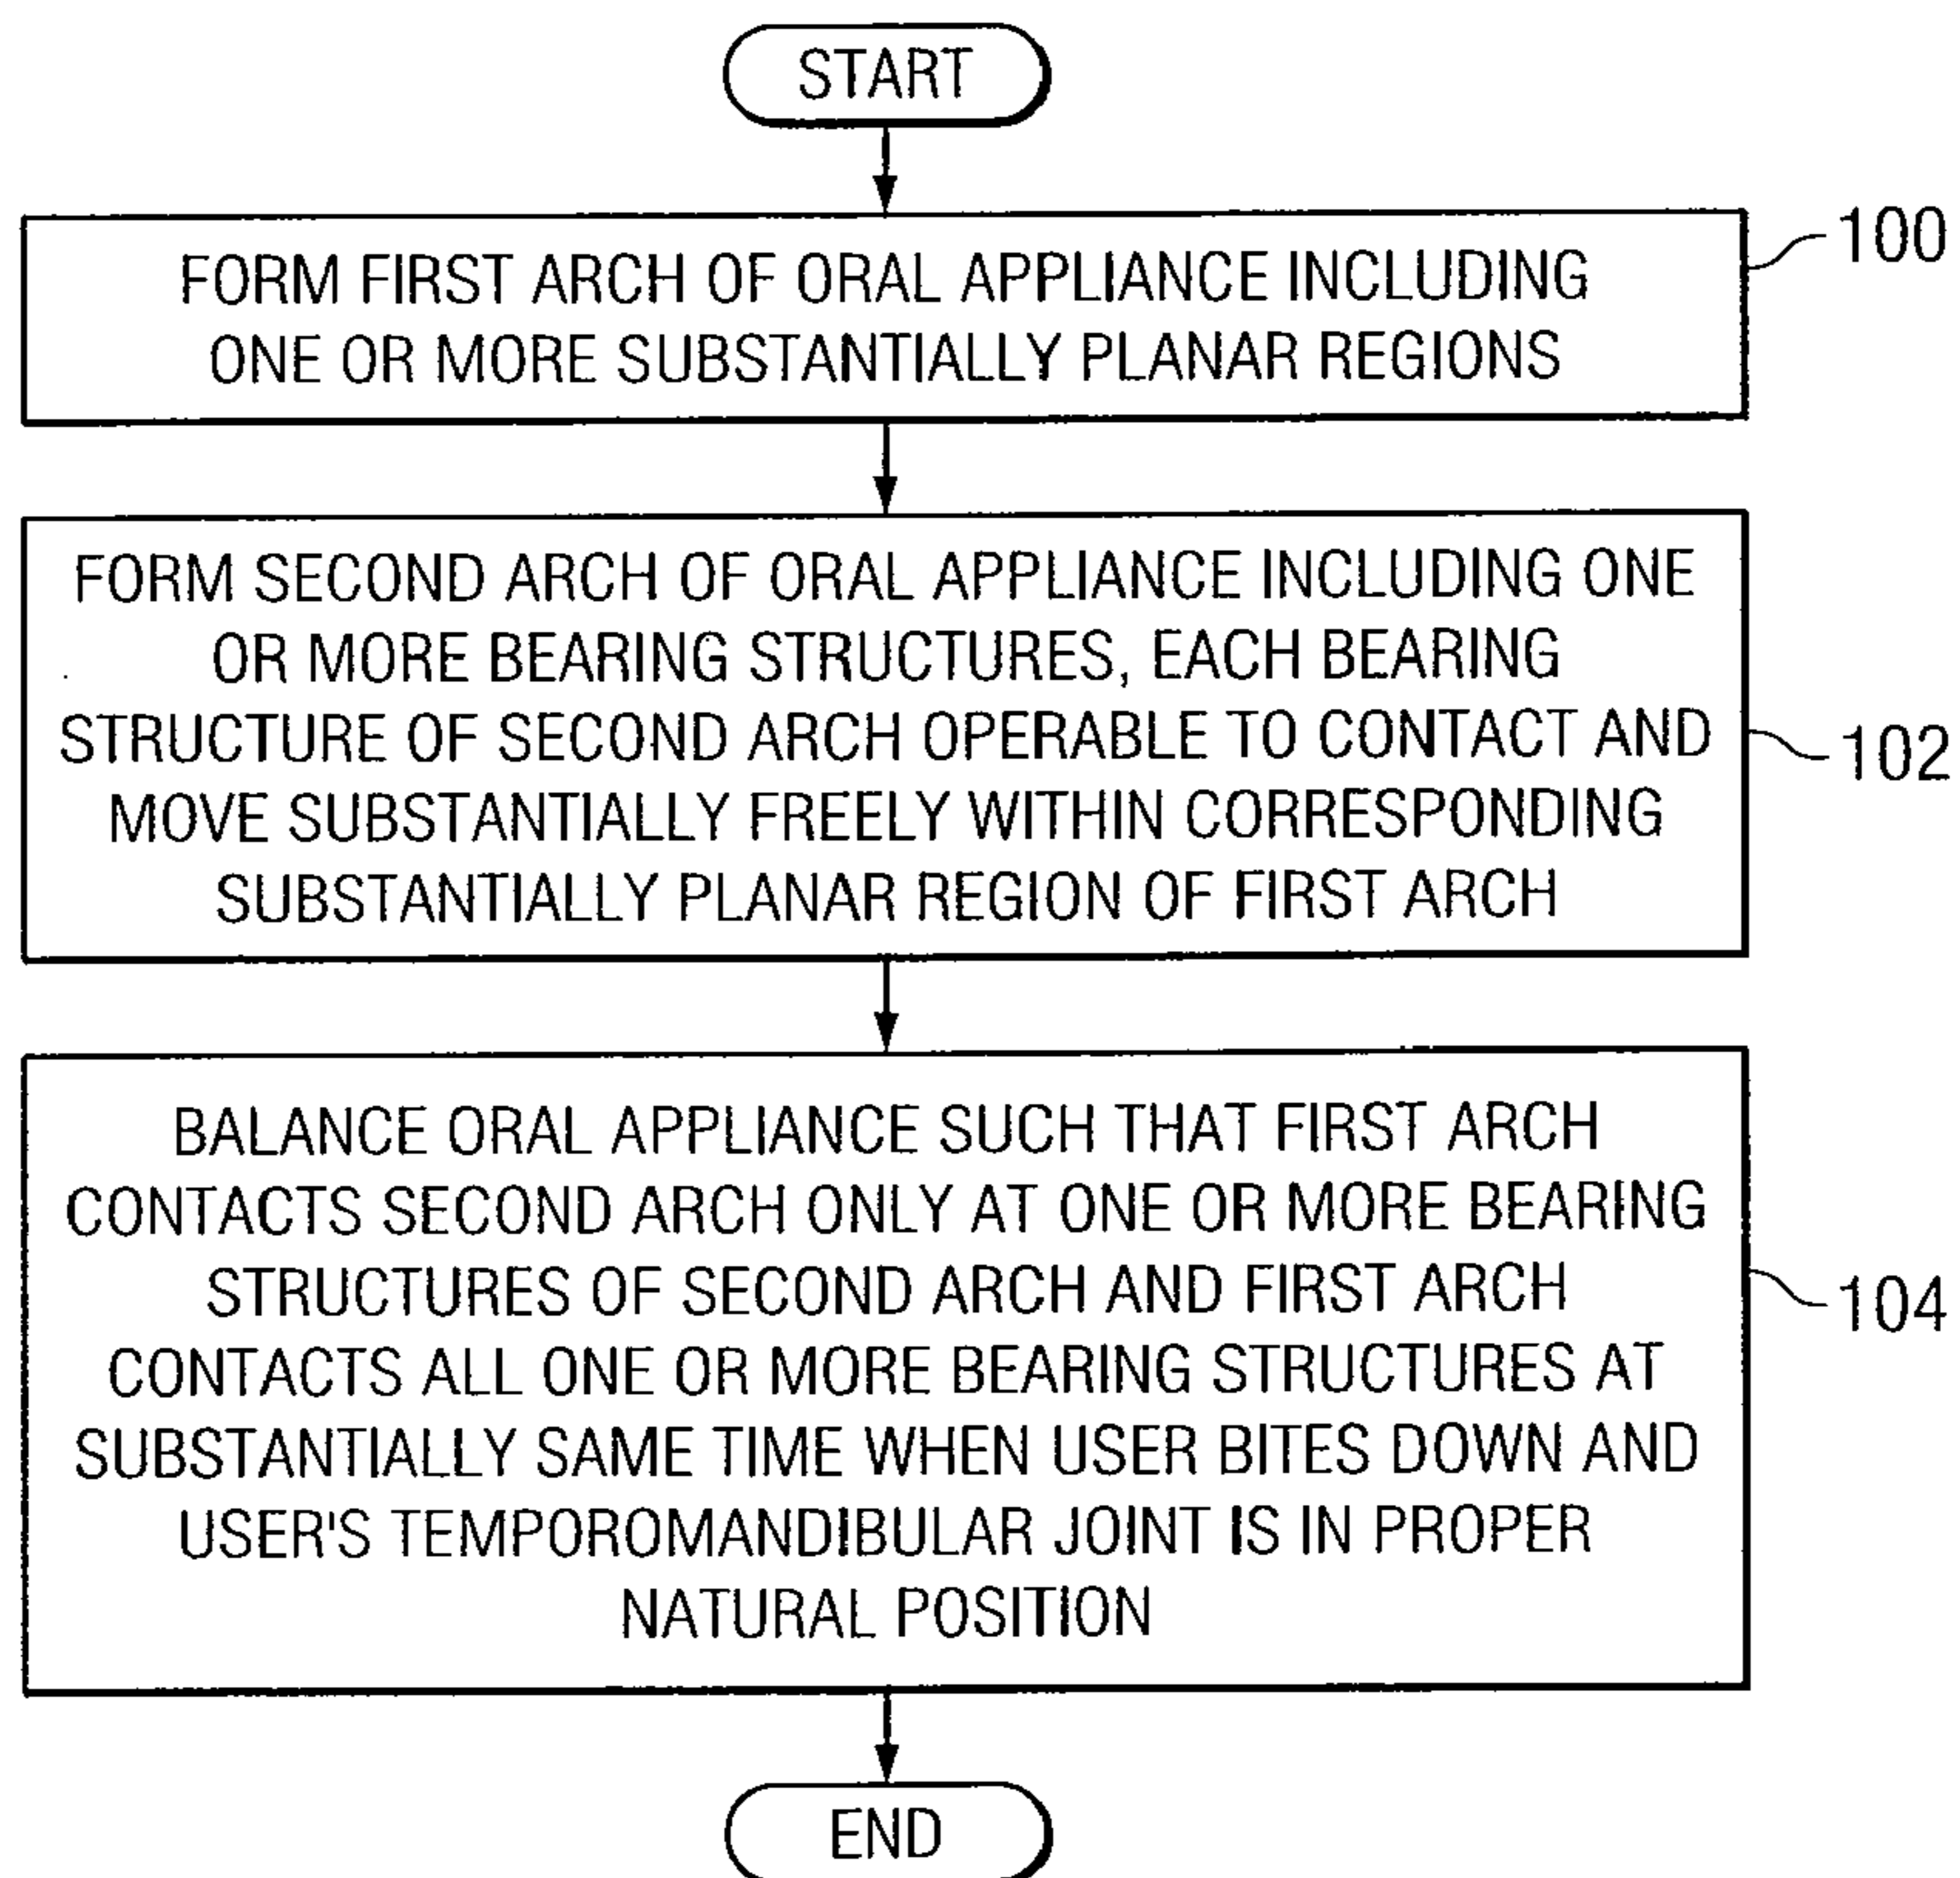 START
FORM FIRST ARCH OF ORAL APPLIANCE INCLUDING
ONE OR MORE SUBSTANTIALLY PLANAR REGIONS
100
FORM SECOND ARCH OF ORAL APPLIANCE INCLUDING ONE
OR MORE BEARING STRUCTURES, EACH BEARING
STRUCTURE OF SECOND ARCH OPERABLE TO CONTACT AND
MOVE SUBSTANTIALLY FREELY WITHIN CORRESPONDING
SUBSTANTIALLY PLANAR REGION OF FIRST ARCH
102
BALANCE ORAL APPLIANCE SUCH THAT FIRST ARCH
CONTACTS SECOND ARCH ONLY AT ONE OR MORE BEARING
STRUCTURES OF SECOND ARCH AND FIRST ARCH
CONTACTS ALL ONE OR MORE BEARING STRUCTURES AT
SUBSTANTIALLY SAME TIME WHEN USER BITES DOWN AND
USER'S TEMPOROMANDIBULAR JOINT IS IN PROPER
NATURAL POSITION
104
END